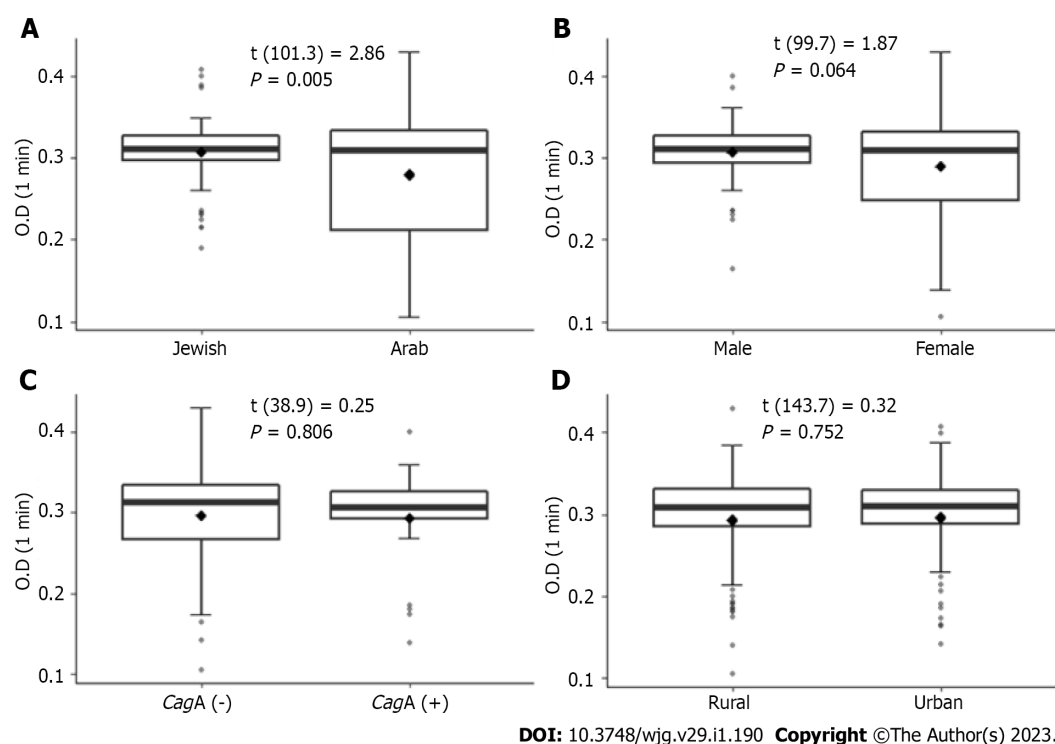 A
t (101.3) = 2.86
P = 0.005
O.D (1 min)
0.4
0.3
0.2
0.1
Jewish Arab
B
t (99.7) = 1.87
P = 0.064
O.D (1 min)
0.4
0.3
0.2
0.1
Male Female
C
t (38.9) = 0.25
P = 0.806
O.D (1 min)
0.4
0.3
0.2
0.1
CagA (-) CagA (+)
D
t (143.7) = 0.32
P = 0.752
O.D (1 min)
0.4
0.3
0.2
0.1
Rural Urban
DOI: 10.3748/wjg.v29.i1.190 Copyright ©The Author(s) 2023.